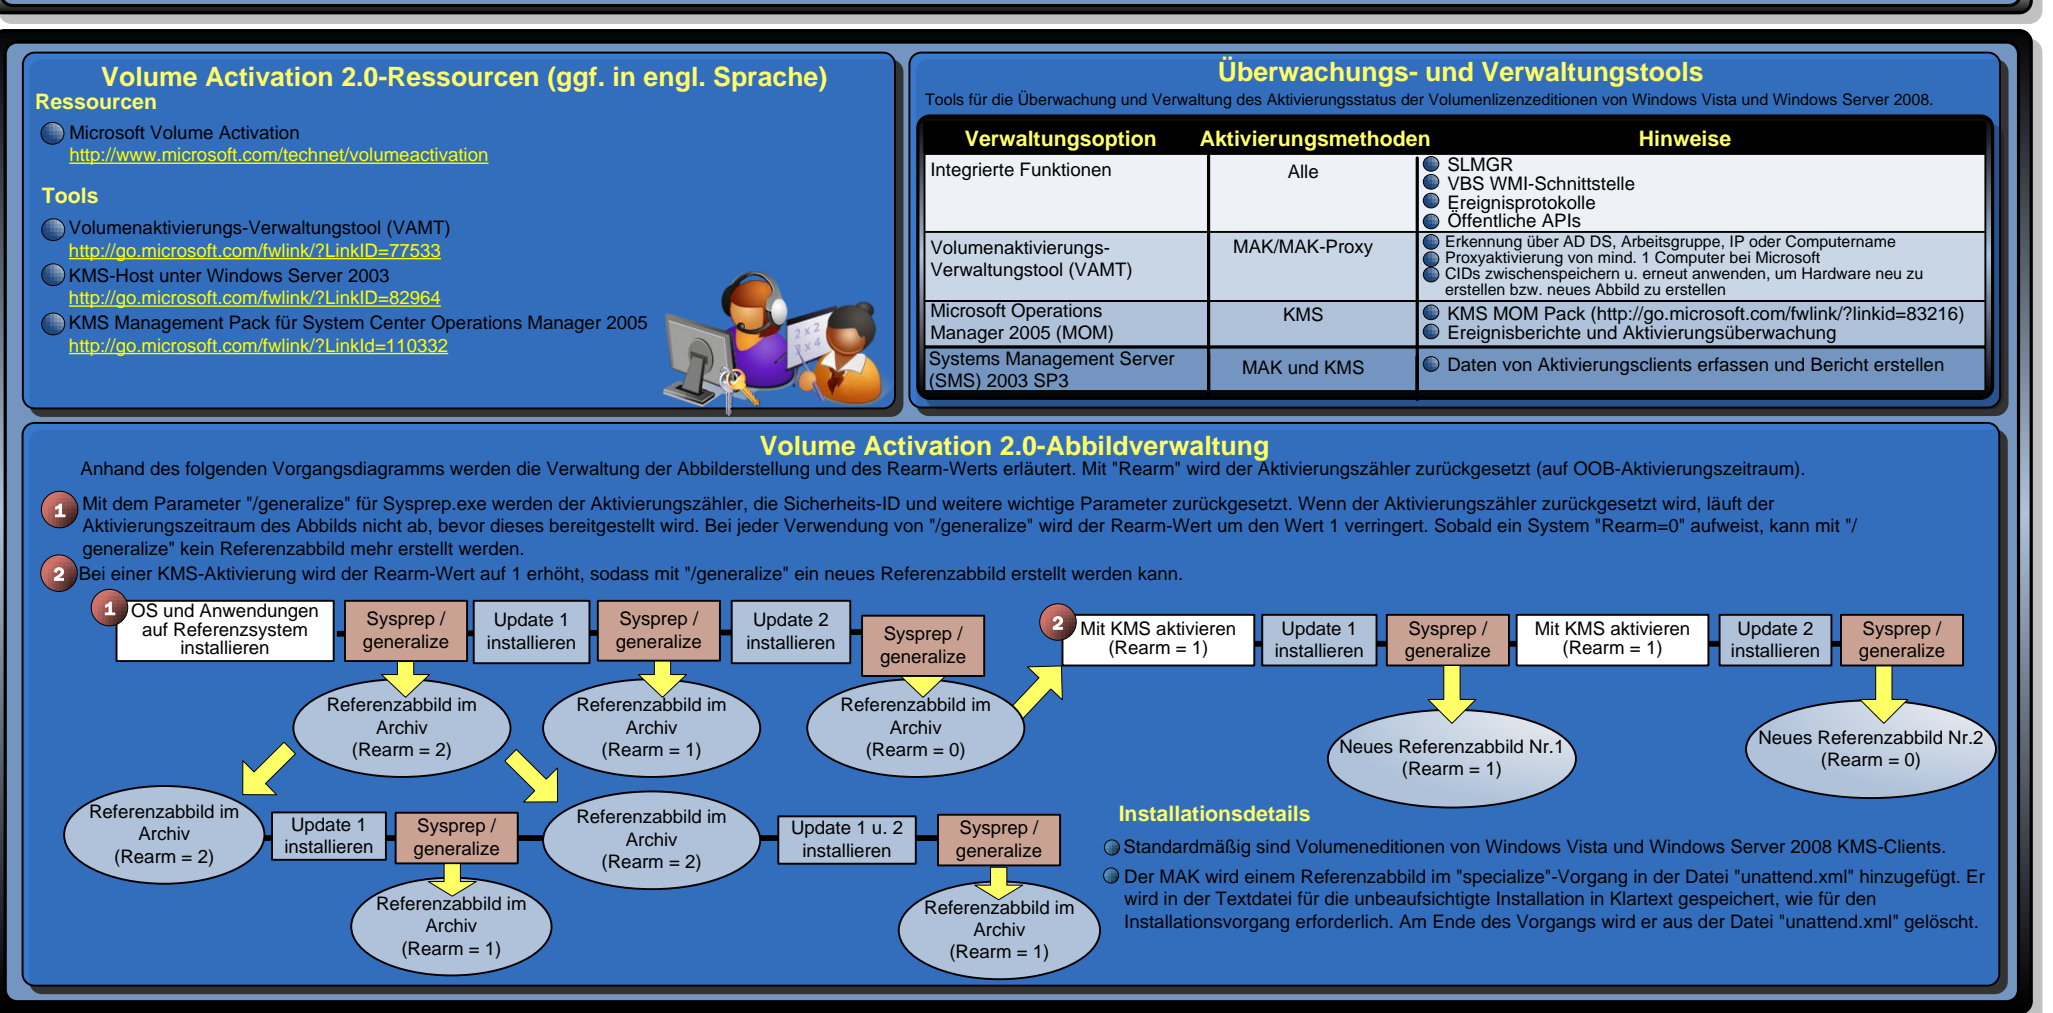 Volume Activation 2.0-Ressourcen (ggf. in engl. Sprache)
Ressourcen
Microsoft Volume Activation
http://www.microsoft.com/technet/volumeactivation
Tools
Volumenaktivierungs-Verwaltungstool (VAMT)
http://go.microsoft.com/fwlink/?LinkID=77533
KMS-Host unter Windows Server 2003
http://go.microsoft.com/fwlink/?LinkID=82964
KMS Management Pack für System Center Operations Manager 2005
http://go.microsoft.com/fwlink/?LinkId=110332
2 x 2
3 x 4
Überwachungs- und Verwaltungstools
Tools für die Überwachung und Verwaltung des Aktivierungsstatus der Volumenlizenzeditionen von Windows Vista und Windows Server 2008.
Verwaltungsoption Aktivierungsmethoden Hinweise
Integrierte Funktionen
Alle
SLMGR
VBS WMI-Schnittstelle
Ereignisprotokolle
Öffentliche APIs
Volumenaktivierungs-
Verwaltungstool (VAMT)
MAK/MAK-Proxy
Erkennung über AD DS, Arbeitsgruppe, IP oder Computername
Proxyaktivierung von mind. 1 Computer bei Microsoft
CIDs zwischenspeichern u. erneut anwenden, um Hardware neu zu
erstellen bzw. neues Abbild zu erstellen
Microsoft Operations
Manager 2005 (MOM)
KMS
KMS MOM Pack (http://go.microsoft.com/fwlink/?linkid=83216)
Ereignisberichte und Aktivierungsüberwachung
Systems Management Server
(SMS) 2003 SP3
MAK und KMS
Daten von Aktivierungsclients erfassen und Bericht erstellen
Volume Activation 2.0-Abbildverwaltung
Anhand des folgenden Vorgangsdiagramms werden die Verwaltung der Abbilderstellung und des Rearm-Werts erläutert. Mit "Rearm" wird der Aktivierungszähler zurückgesetzt (auf OOB-Aktivierungszeitraum).
1 Mit dem Parameter "/generalize" für Sysprep.exe werden der Aktivierungszähler, die Sicherheits-ID und weitere wichtige Parameter zurückgesetzt. Wenn der Aktivierungszähler zurückgesetzt wird, läuft der
Aktivierungszeitraum des Abbilds nicht ab, bevor dieses bereitgestellt wird. Bei jeder Verwendung von "/generalize" wird der Rearm-Wert um den Wert 1 verringert. Sobald ein System "Rearm=0" aufweist, kann mit "/
generalize" kein Referenzabbild mehr erstellt werden.
2 Bei einer KMS-Aktivierung wird der Rearm-Wert auf 1 erhöht, sodass mit "/generalize" ein neues Referenzabbild erstellt werden kann.
1
OS und Anwendungen
auf Referenzsystem
installieren
Sysprep /
generalize
Update 1
installieren
Sysprep /
generalize
Update 2
installieren
Sysprep /
generalize
2
Mit KMS aktivieren
(Rearm = 1)
Update 1
installieren
Sysprep /
generalize
Mit KMS aktivieren
(Rearm = 1)
Update 2
installieren
Sysprep /
generalize
Referenzabbild im
Archiv
(Rearm = 2)
Referenzabbild im
Archiv
(Rearm = 1)
Referenzabbild im
Archiv
(Rearm = 0)
Neues Referenzabbild Nr.1
(Rearm = 1)
Neues Referenzabbild Nr.2
(Rearm = 0)
Referenzabbild im
Archiv
(Rearm = 2)
Update 1
installieren
Sysprep /
generalize
Referenzabbild im
Archiv
(Rearm = 2)
Update 1 u. 2
installieren
Sysprep /
generalize
Referenzabbild im
Archiv
(Rearm = 1)
Referenzabbild im
Archiv
(Rearm = 1)
Installationsdetails
Standardmäßig sind Volumeneditionen von Windows Vista und Windows Server 2008 KMS-Clients.
Der MAK wird einem Referenzabbild im "specialize"-Vorgang in der Datei "unattend.xml" hinzugefügt. Er
wird in der Textdatei für die unbeaufsichtigte Installation in Klartext gespeichert, wie für den
Installationsvorgang erforderlich. Am Ende des Vorgangs wird er aus der Datei "unattend.xml" gelöscht.